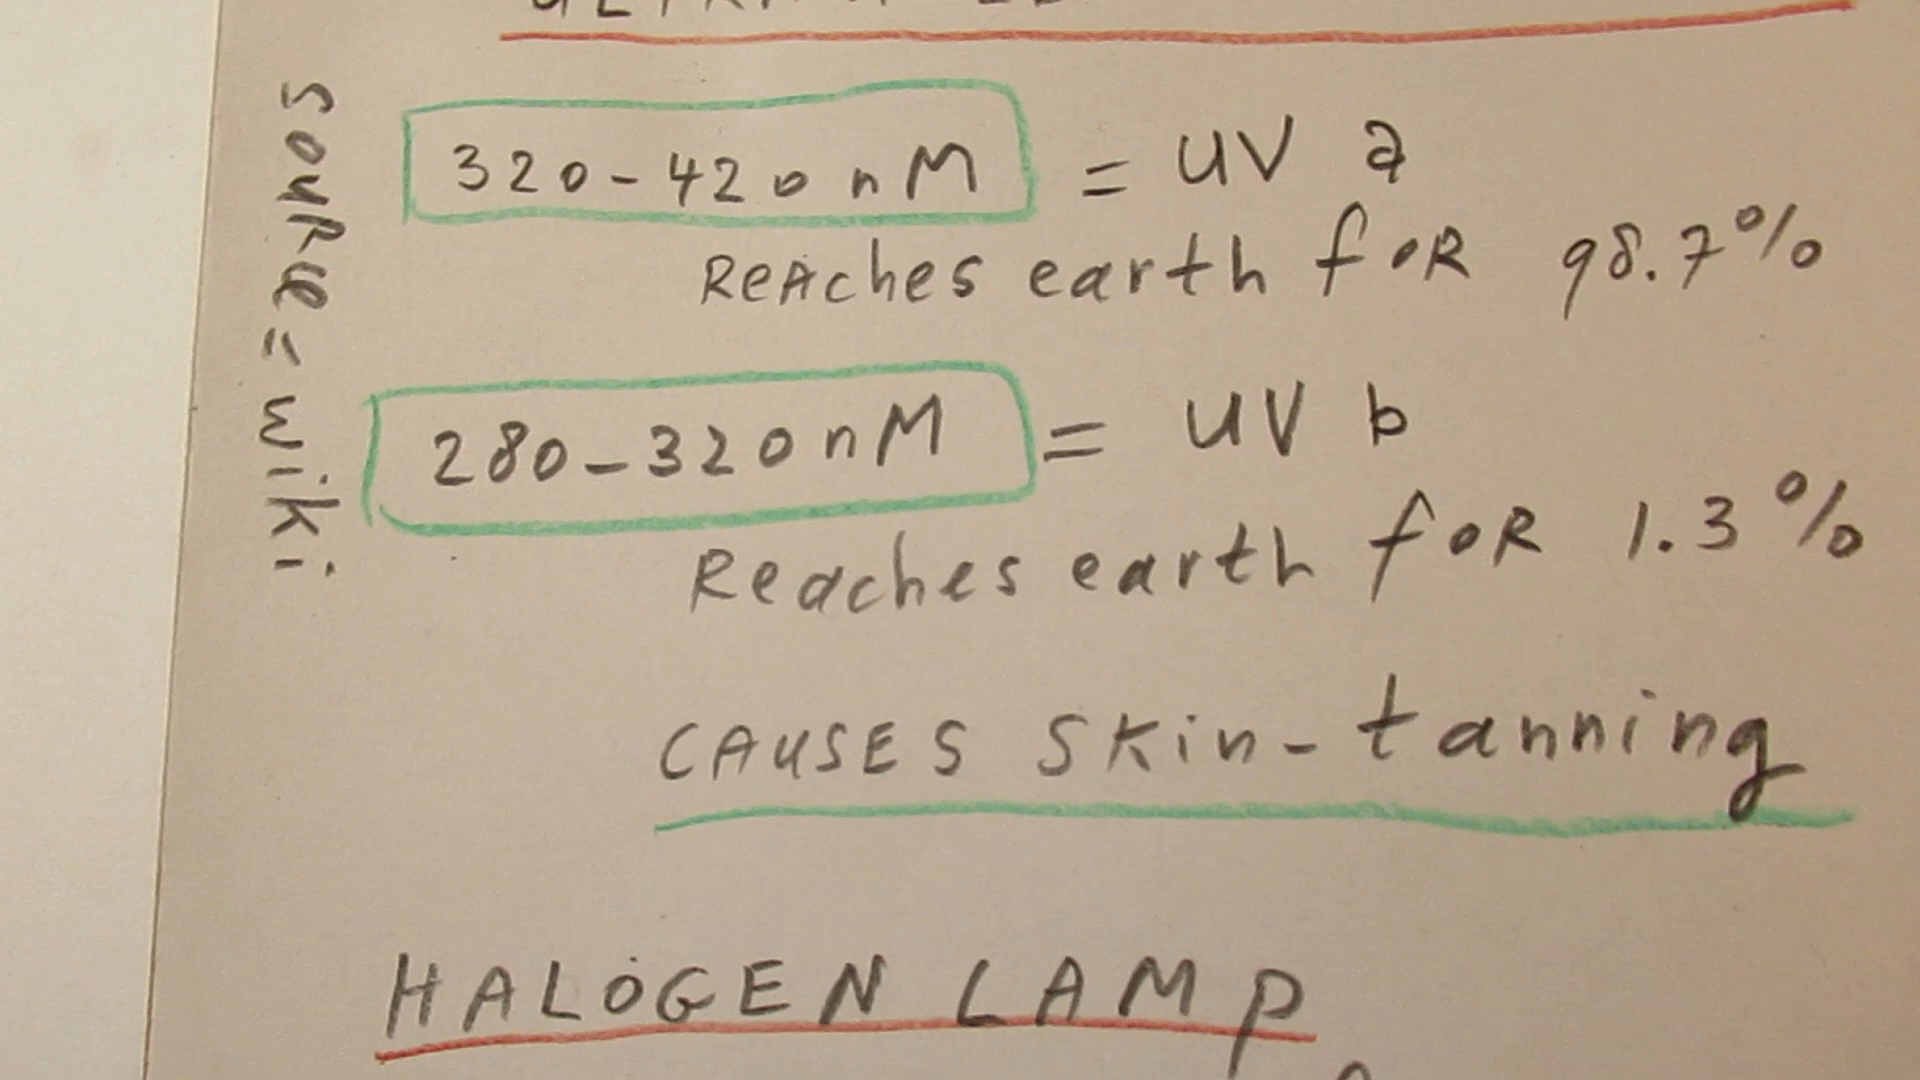 320-420 nM = UV a
Reaches earth foR 98.7%
280-320 nM = UV b
Reaches earth foR 1.3%
CAUSES Skin-tanning
HALOGEN LAMP
source = wiki.